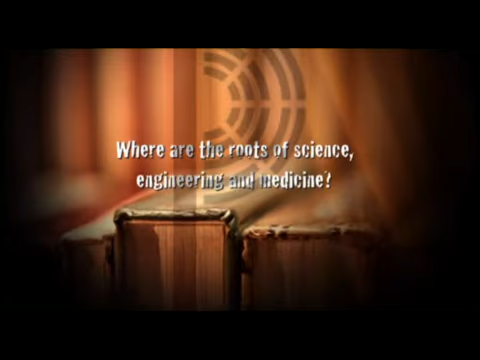 Where are the roots of science,
engineering and medicine?